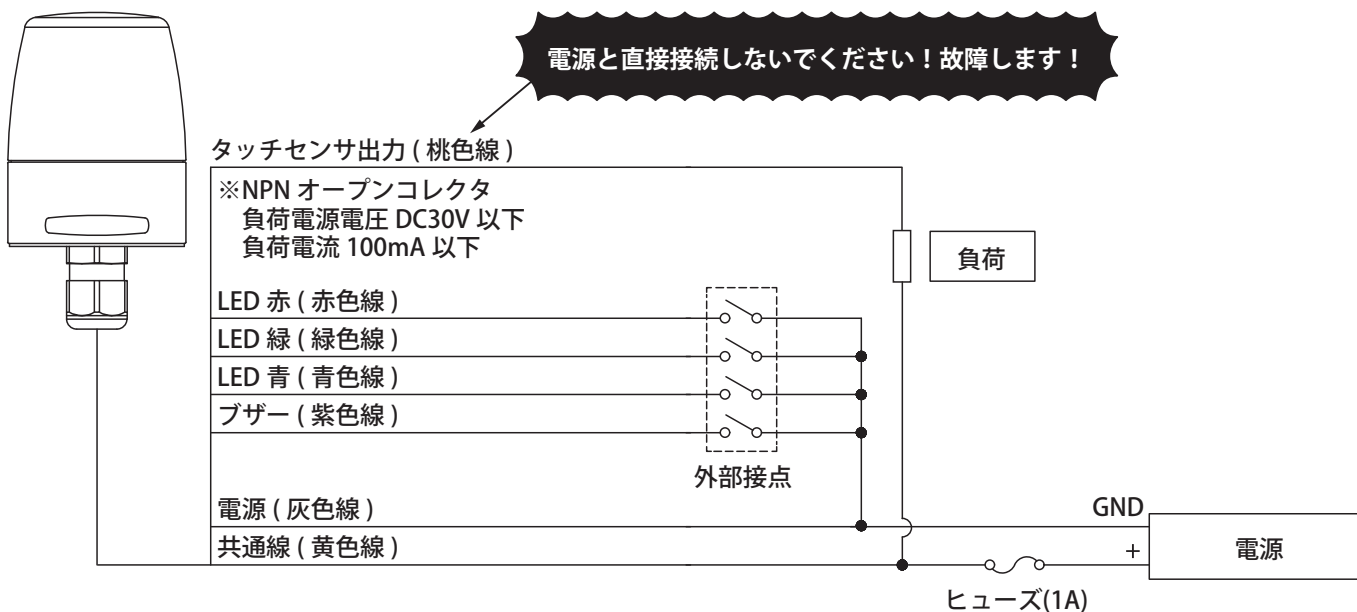 電源と直接接続しないでください！故障します！
タッチセンサ出力 ( 桃色線 )
※NPN オープンコレクタ
負荷電源電圧 DC30V 以下
負荷電流 100mA 以下
負荷
LED 赤 ( 赤色線 )
LED 緑 ( 緑色線 )
LED 青 ( 青色線 )
ブザー ( 紫色線 )
外部接点
電源 ( 灰色線 )
GND
共通線 ( 黄色線 )
+
電源
ヒューズ(1A)